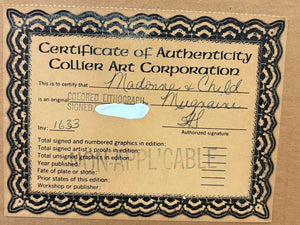 Certificate of Authenticity
Collier Art Corporation
This is to certify that Madonna & Child
is an original COLORED LITHOGRAPH Mugnaini
SIGNED
Inv: 1633 Authorized signature
Total signed and numbered graphics in edition:
Total signed artist's proofs in edition:
Total unsigned graphics in edition:
Year published:
NON-APPLICABLE
Fate of plate or stone:
Prior states of this edition:
Workshop or publisher: